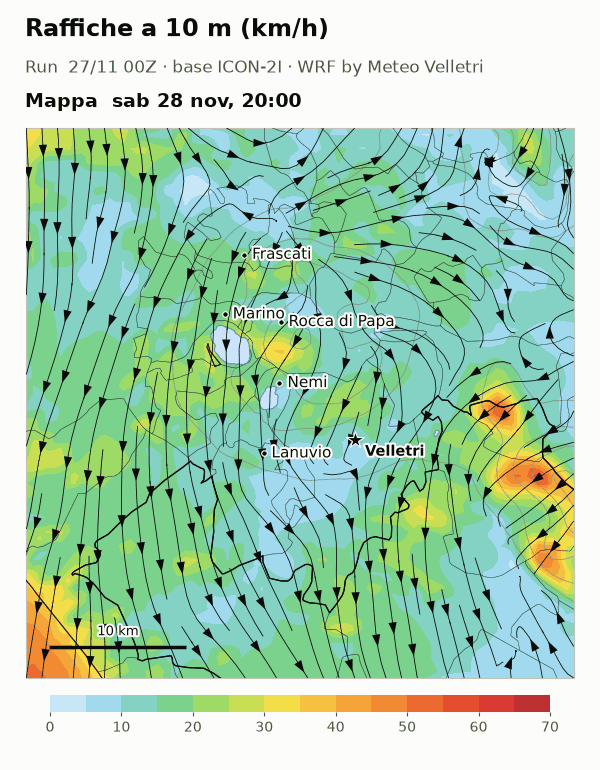 Raffiche a 10 m (km/h)
Run  27/11 00Z · base ICON-2I · WRF by Meteo Velletri
Mappa  sab 28 nov, 20:00
Frascati
Marino
Rocca di Papa
Nemi
Velletri
Lanuvio
10 km
0 10 20 30 40 50 60 70